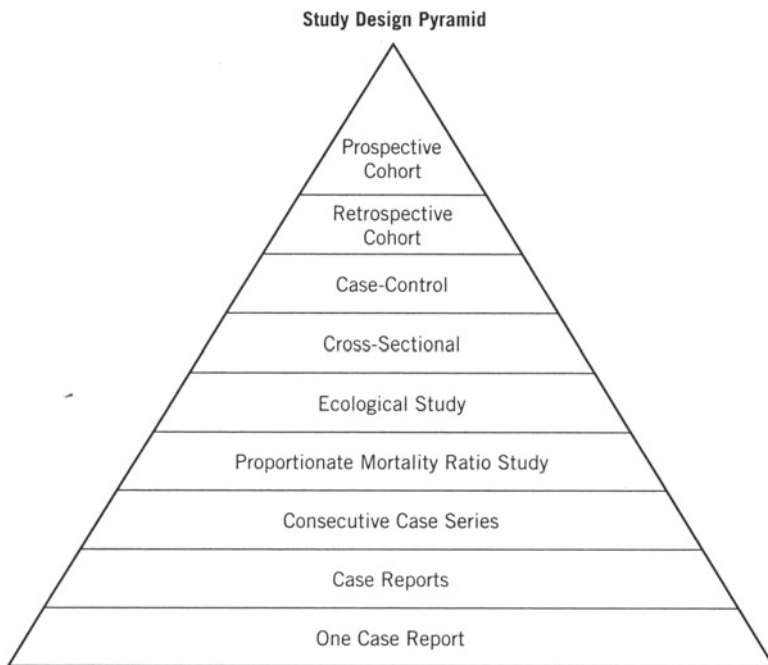 Study Design Pyramid
Prospective
Cohort
Retrospective
Cohort
Case-Control
Cross-Sectional
Ecological Study
Proportionate Mortality Ratio Study
Consecutive Case Series
Case Reports
One Case Report